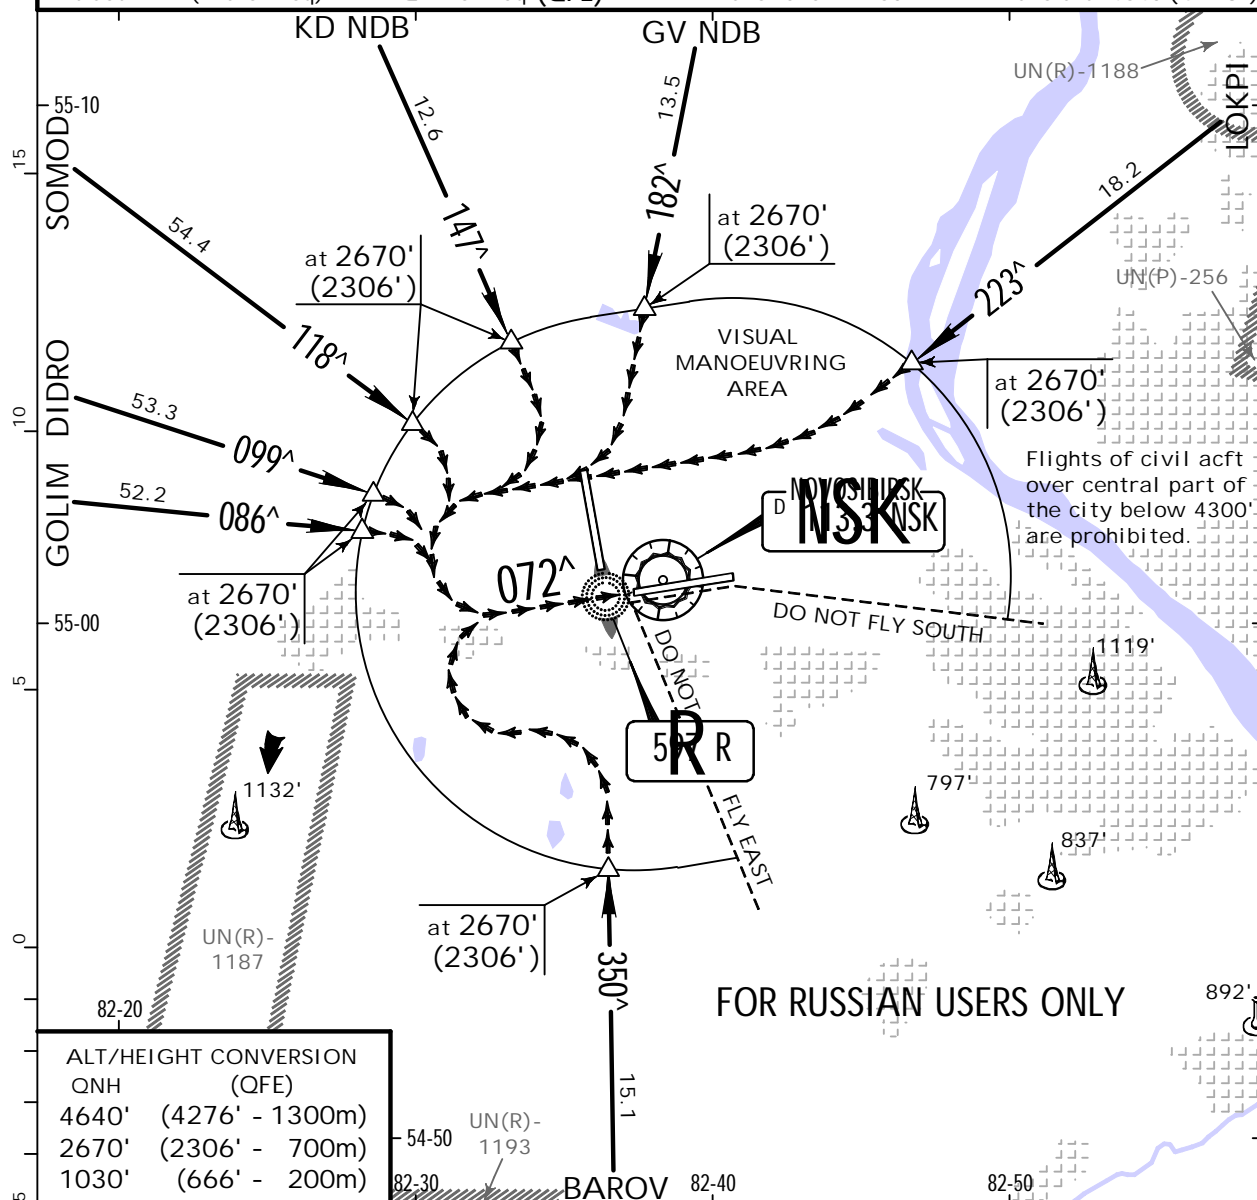 KD NDB
GV NDB
UN(R)-1188
LOKPI
55-10
15
SOMOD
12.6
13.5
18.2
54.4
147^
182^
at 2670'
(2306')
at 2670'
(2306')
223^
UN(P)-256
118^
VISUAL
MANOEUVRING
AREA
at 2670'
(2306')
DIDRO
53.3
10
099^
Flights of civil acft
over central part of
the city below 4300'
are prohibited.
GOLIM
52.2
086^
NOVOSIBIRSK
D
NSK
NSK
072^
at 2670'
(2306')
55-00
DO NOT FLY SOUTH
DO NOT
FLY EAST
1119'
5
R
R
1132'
797'
837'
at 2670'
(2306')
UN(R)-
1187
0
350^
892'
FOR RUSSIAN USERS ONLY
82-20
ALT/HEIGHT CONVERSION
QNH (QFE)
4640' (4276' - 1300m)
2670' (2306' - 700m)
1030' (666' - 200m)
15.1
UN(R)-
1193
54-50
82-30
BAROV
82-40
82-50